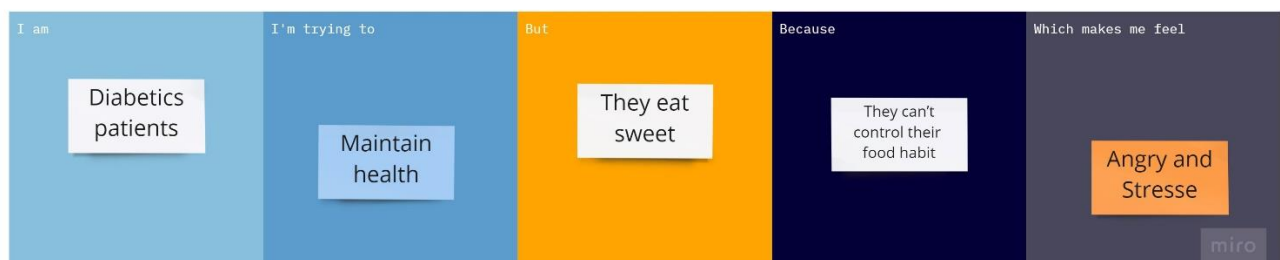 I am
Diabetics
patients
I'm trying to
Maintain
health
But
They eat
sweet
Because
They can’t
control their
food habit
Which makes me feel
Angry and
Stresse
miro